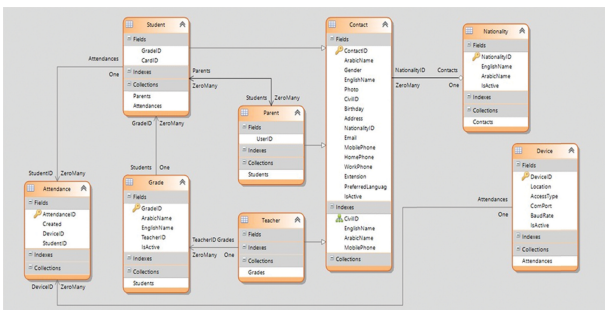 Student
Fields
GradeID
CardID
Indexes
Collections
Parents
Attendances
Contact
Fields
ContactID
ArabicName
Gender
EnglishName
Photo
CivilID
Birthday
Address
NationalityID
Email
MobilePhone
HomePhone
WorkPhone
Extension
PreferredLanguag
IsActive
Indexes
CivilID
EnglishName
ArabicName
MobilePhone
Collections
Nationality
Fields
NationalityID
EnglishName
ArabicName
IsActive
Indexes
Collections
Contacts
Attendances
One
Parents
ZeroMany
NationalityID Contacts
ZeroMany One
Students ZeroMany
GradeID ZeroMany
Parent
Fields
UserID
Indexes
Collections
Students
Device
Fields
DeviceID
Location
AccessType
ComPort
BaudRate
IsActive
Indexes
Collections
Attendances
Students One
StudentID ZeroMany
Attendance
Fields
AttendanceID
Created
DeviceID
StudentID
Indexes
Collections
DeviceID ZeroMany
Grade
Fields
GradeID
ArabicName
EnglishName
TeacherID
IsActive
Indexes
Collections
Students
TeacherID Grades
ZeroMany One
Teacher
Fields
Indexes
Collections
Grades
Attendances
One